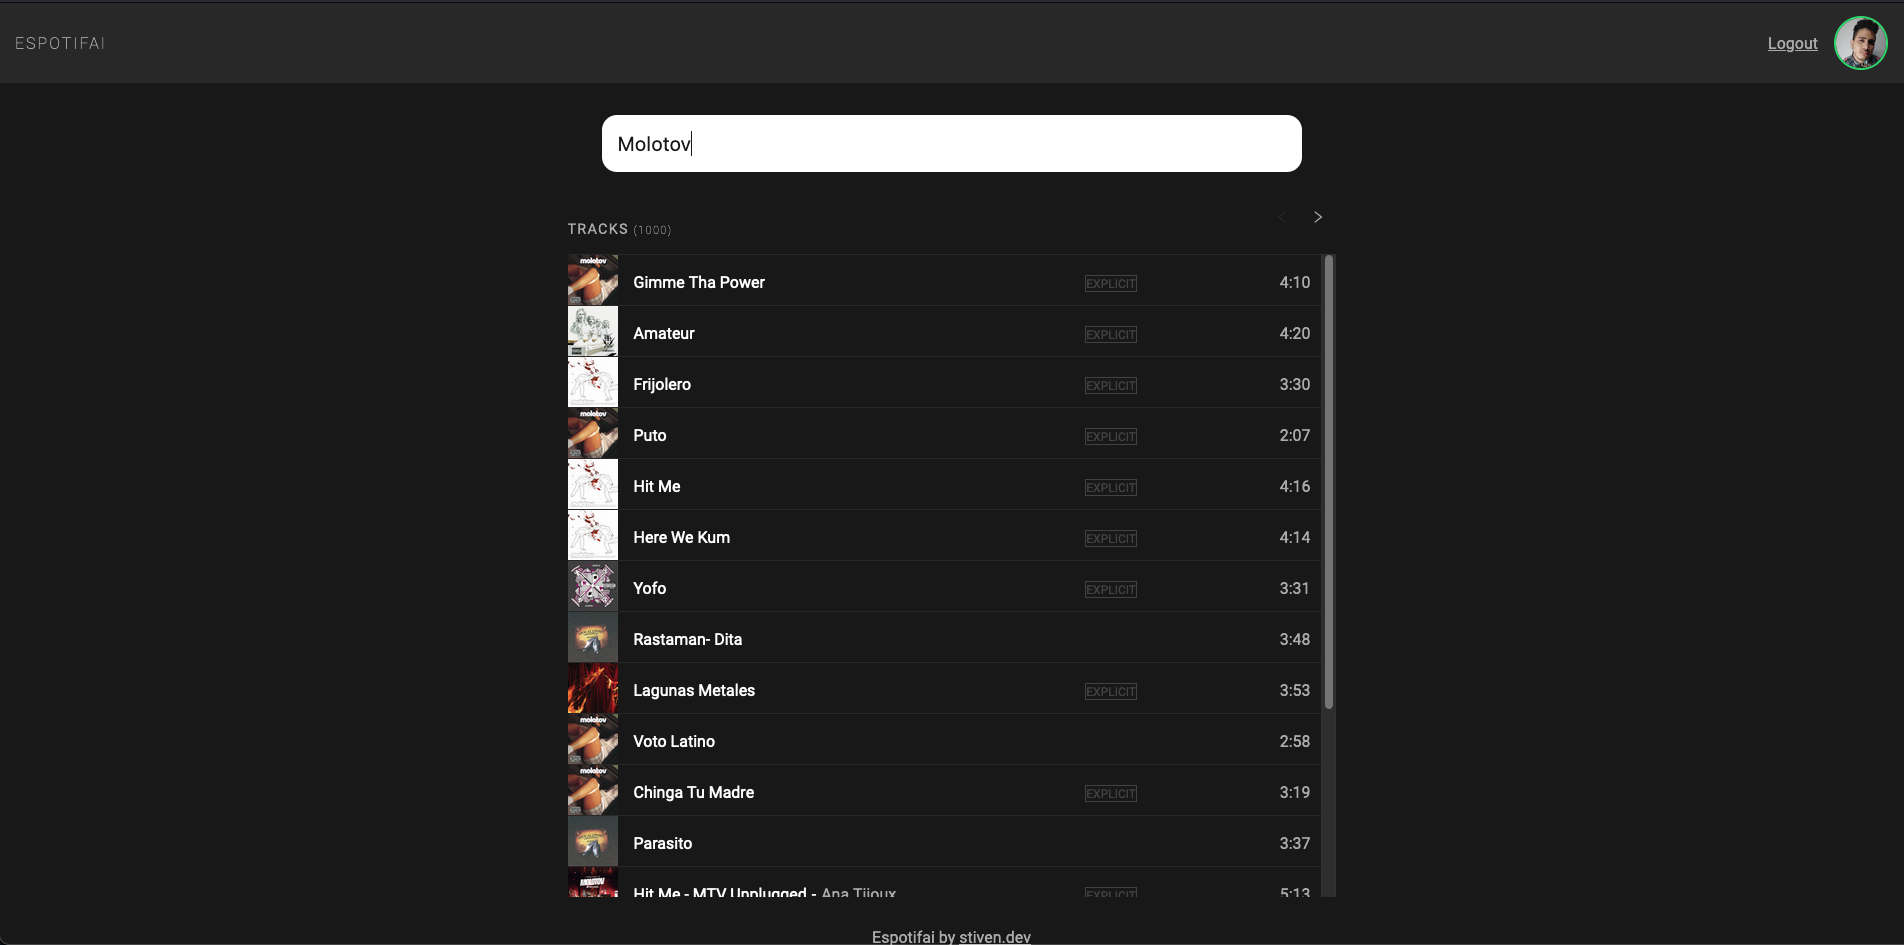 ESPOTIFAI
Logout
Molotov
TRACKS (1000)
Gimme Tha Power EXPLICIT 4:10
Amateur EXPLICIT 4:20
Frijolero EXPLICIT 3:30
Puto EXPLICIT 2:07
Hit Me EXPLICIT 4:16
Here We Kum EXPLICIT 4:14
Yofo EXPLICIT 3:31
Rastaman- Dita 3:48
Lagunas Metales EXPLICIT 3:53
Voto Latino 2:58
Chinga Tu Madre EXPLICIT 3:19
Parasito 3:37
Hit Me - MTV Unplugged - Ana Tijoux EXPLICIT 5:13
molotov
molotov
molotov
molotov
MOLOTOV
Espotifai by stiven.dev